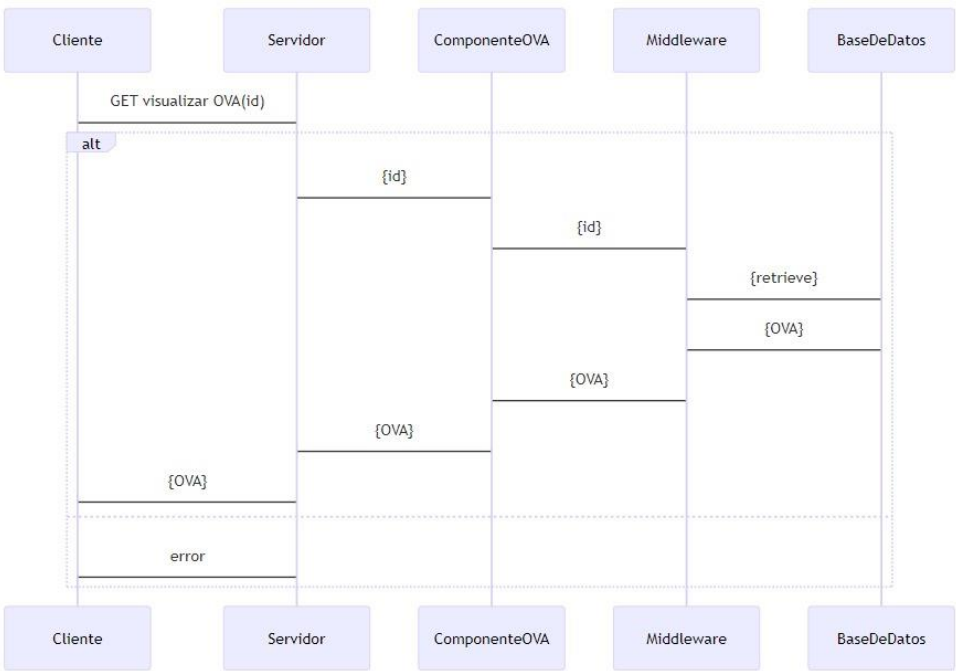 Cliente
Servidor
ComponenteOVA
Middleware
BaseDeDatos
GET visualizar OVA(id)
alt
{id}
{id}
{retrieve}
{OVA}
{OVA}
{OVA}
{OVA}
error
Cliente
Servidor
ComponenteOVA
Middleware
BaseDeDatos